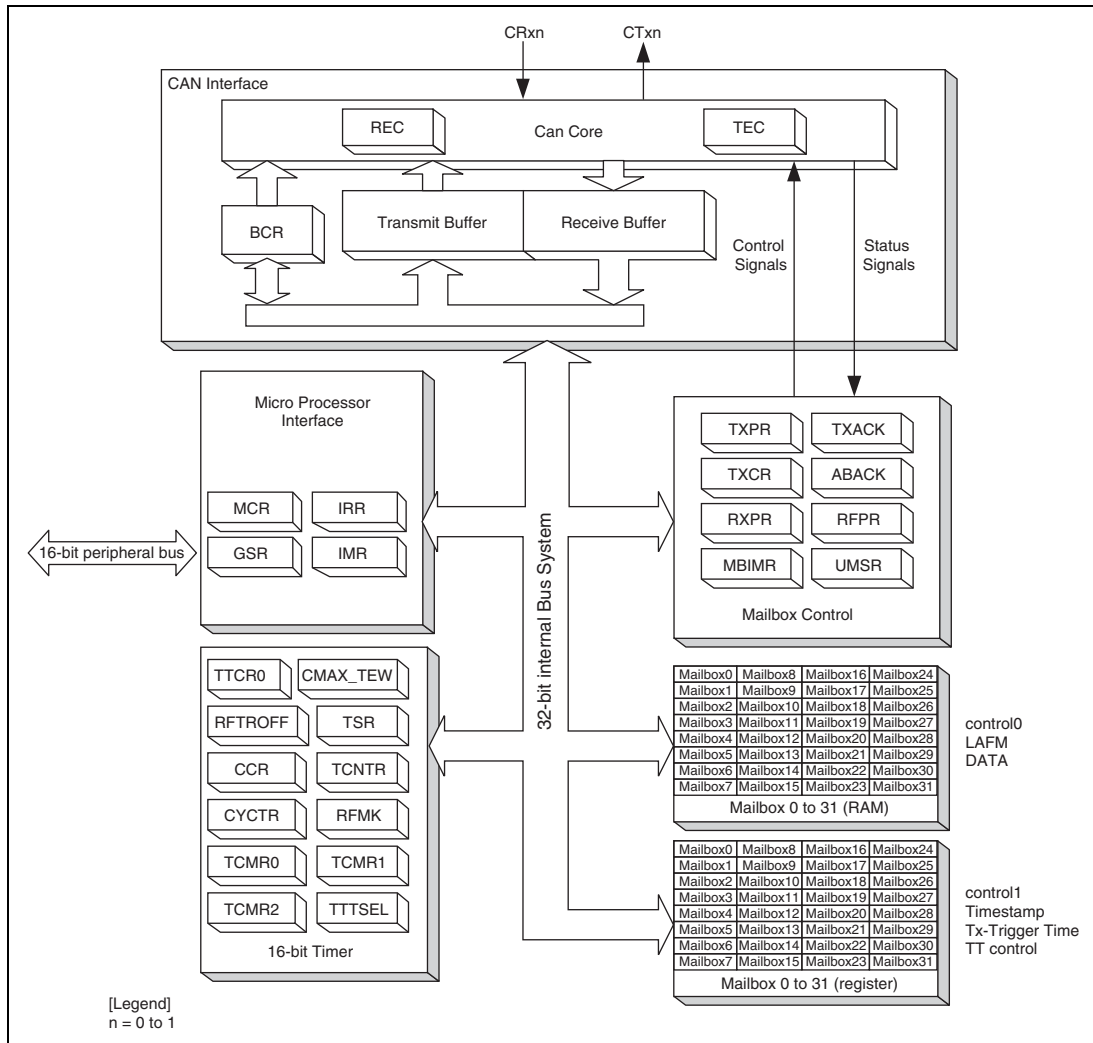 CRxn CTxn
CAN Interface
REC Can Core TEC
BCR Transmit Buffer Receive Buffer
Control
Signals
Status
Signals
Micro Processor
Interface
MCR IRR
GSR IMR
16-bit peripheral bus
32-bit internal Bus System
TXPR TXACK
TXCR ABACK
RXPR RFPR
MBIMR UMSR
Mailbox Control
TTCR0 CMAX_TEW
RFTROFF TSR
CCR TCNTR
CYCTR RFMK
TCMR0 TCMR1
TCMR2 TTTSEL
16-bit Timer
Mailbox0 Mailbox8 Mailbox16 Mailbox24
Mailbox1 Mailbox9 Mailbox17 Mailbox25
Mailbox2 Mailbox10 Mailbox18 Mailbox26
Mailbox3 Mailbox11 Mailbox19 Mailbox27
Mailbox4 Mailbox12 Mailbox20 Mailbox28
Mailbox5 Mailbox13 Mailbox21 Mailbox29
Mailbox6 Mailbox14 Mailbox22 Mailbox30
Mailbox7 Mailbox15 Mailbox23 Mailbox31
Mailbox 0 to 31 (RAM)
control0
LAFM
DATA
Mailbox0 Mailbox8 Mailbox16 Mailbox24
Mailbox1 Mailbox9 Mailbox17 Mailbox25
Mailbox2 Mailbox10 Mailbox18 Mailbox26
Mailbox3 Mailbox11 Mailbox19 Mailbox27
Mailbox4 Mailbox12 Mailbox20 Mailbox28
Mailbox5 Mailbox13 Mailbox21 Mailbox29
Mailbox6 Mailbox14 Mailbox22 Mailbox30
Mailbox7 Mailbox15 Mailbox23 Mailbox31
Mailbox 0 to 31 (register)
control1
Timestamp
Tx-Trigger Time
TT control
[Legend]
n = 0 to 1